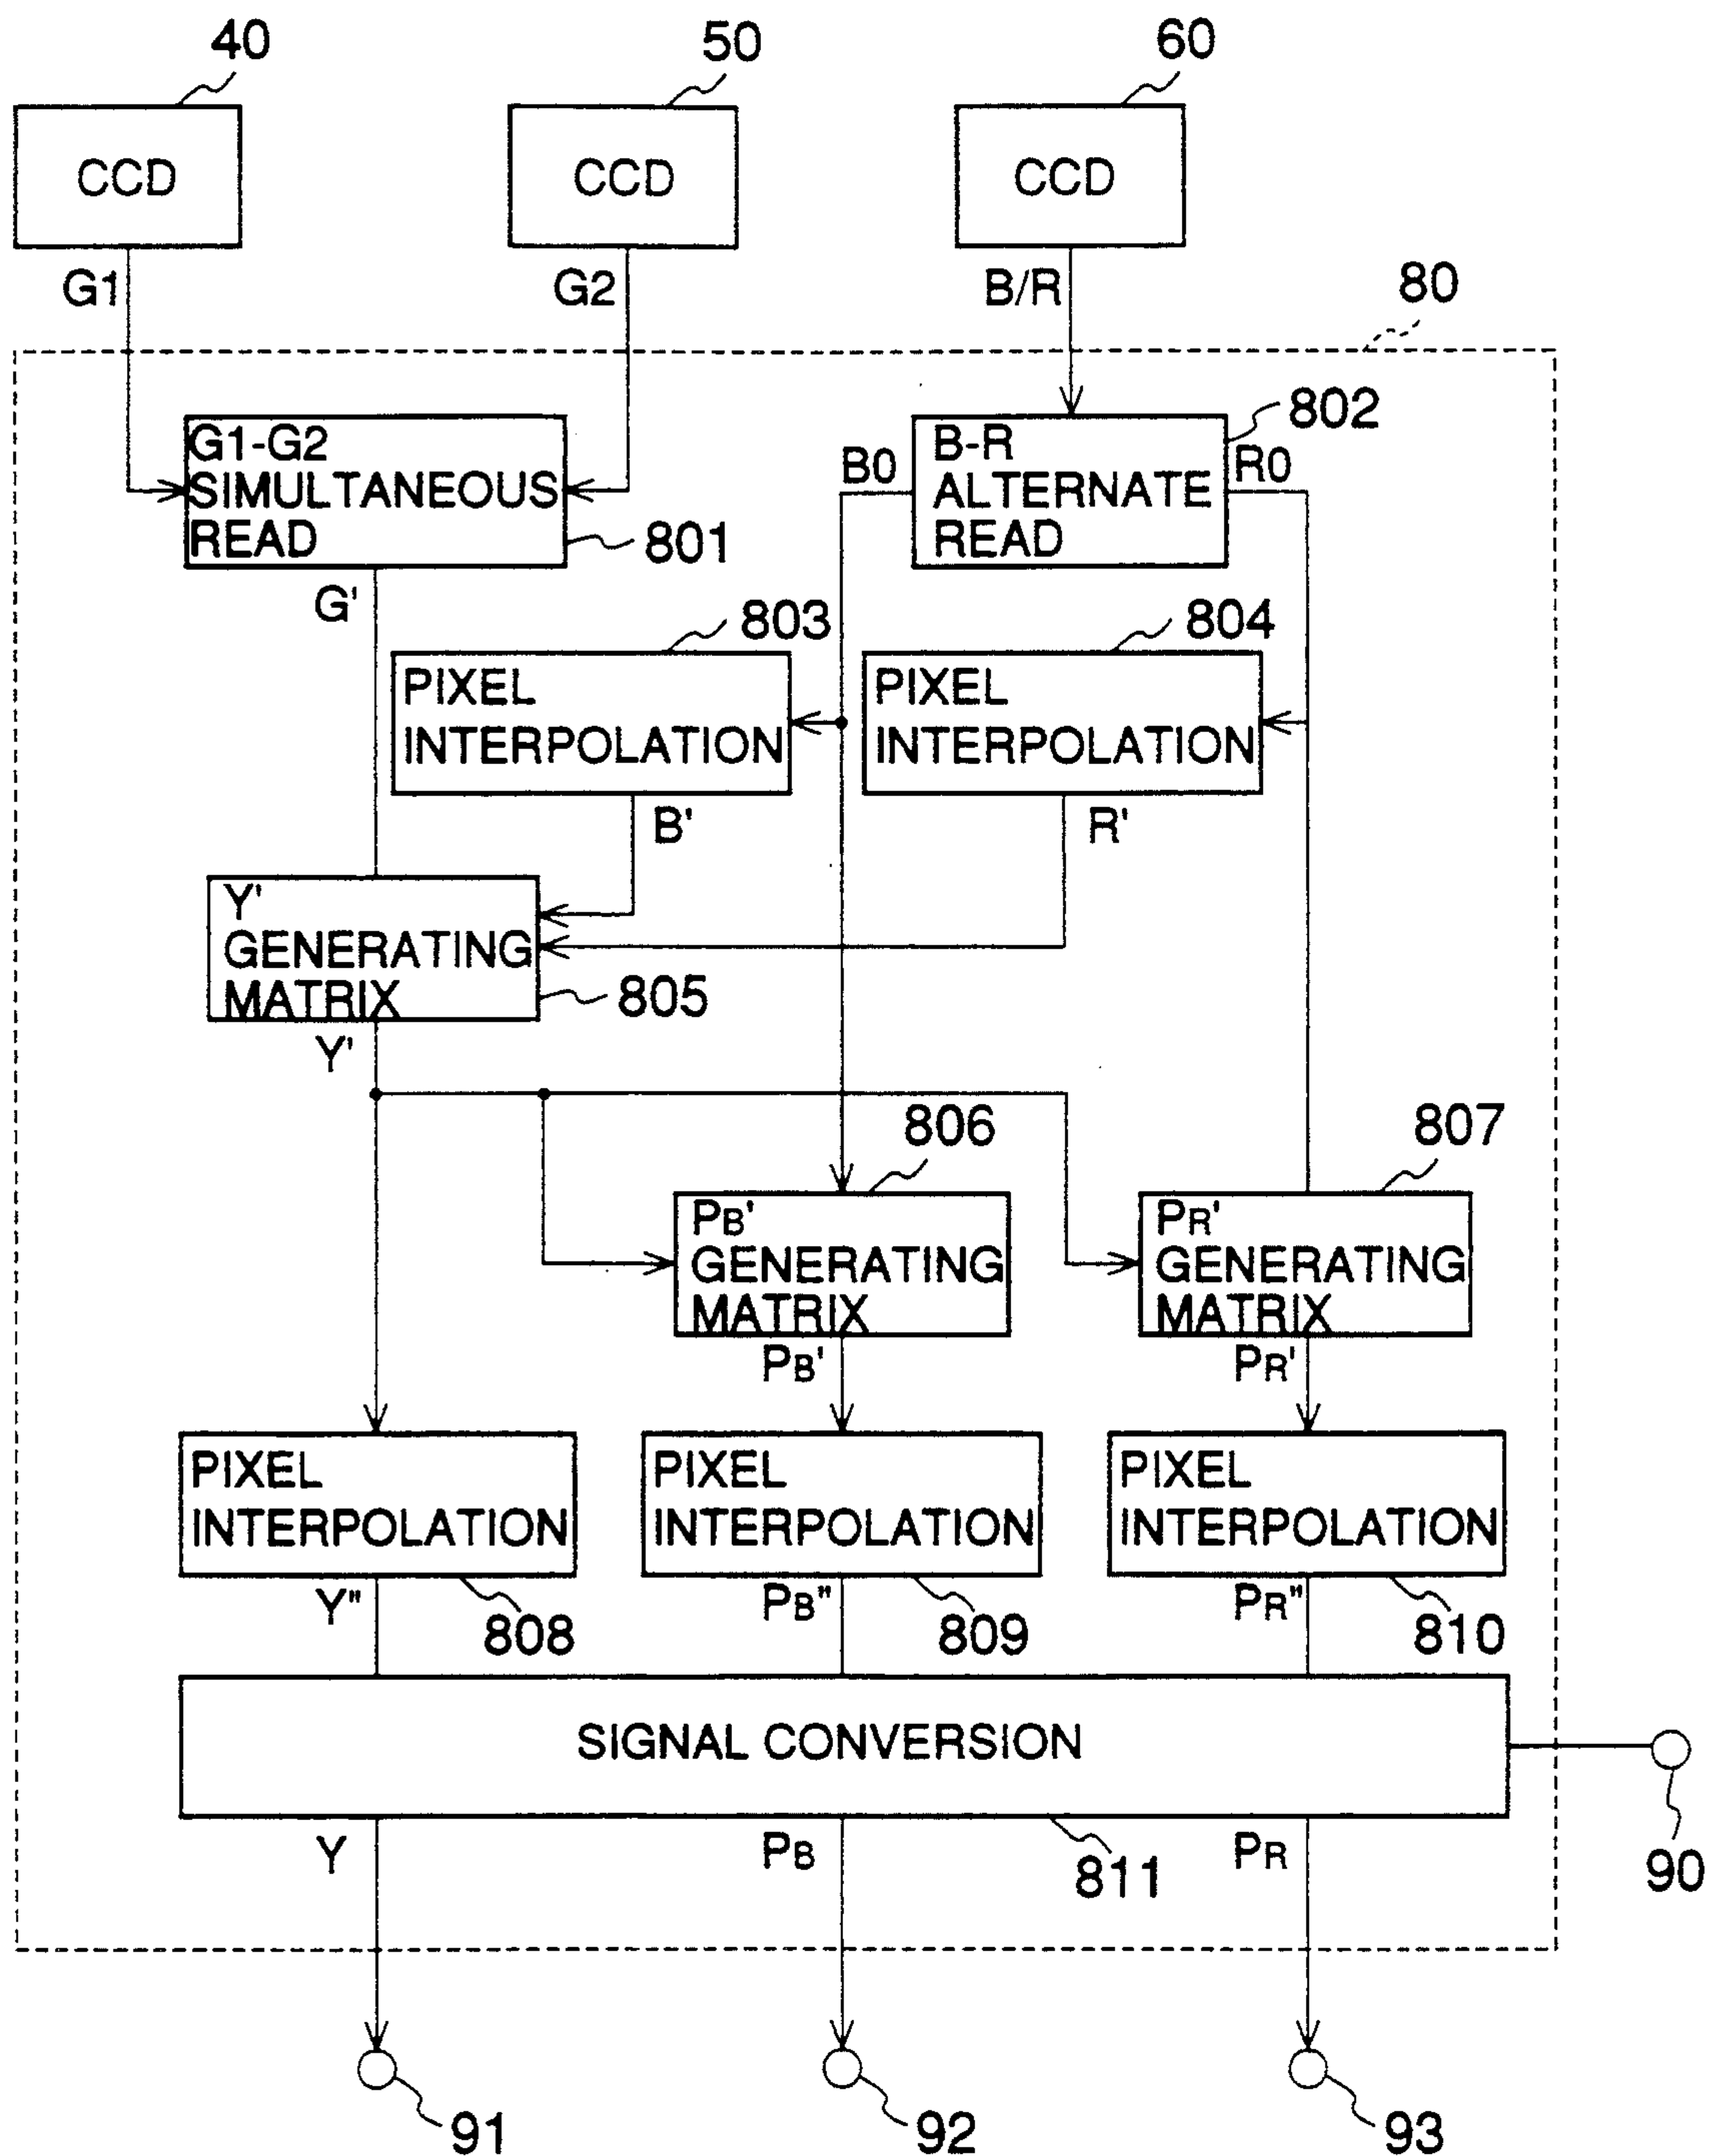 40
50
60
CCD
CCD
CCD
G1
G2
B/R
80
G1-G2
SIMULTANEOUS
READ
801
B0
B-R
ALTERNATE
READ
R0
802
G'
803
804
PIXEL
INTERPOLATION
PIXEL
INTERPOLATION
B'
R'
Y'
GENERATING
MATRIX
805
Y'
806
807
PB'
GENERATING
MATRIX
PR'
GENERATING
MATRIX
PB'
PR'
PIXEL
INTERPOLATION
PIXEL
INTERPOLATION
PIXEL
INTERPOLATION
Y"
808
PB"
809
PR"
810
SIGNAL CONVERSION
90
Y
PB
811
PR
91
92
93